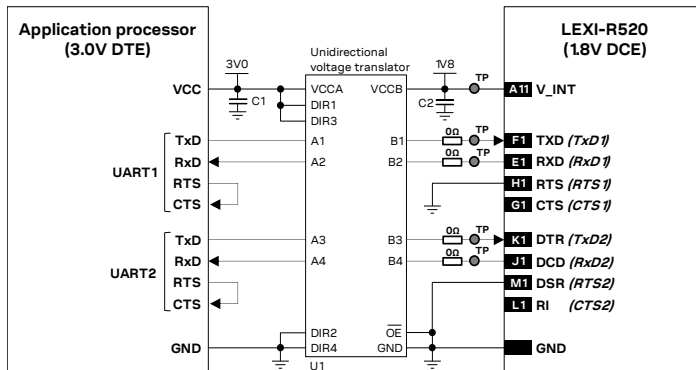 Application processor
(3.0V DTE)
LEXI-R520
(1.8V DCE)
Unidirectional
voltage translator
3V0
1V8
TP
VCC
VCCA
VCCB
A11 V_INT
C1
C2
DIR1
DIR3
TP
0Ω
TxD
A1
B1
F1 TXD (TxD1)
0Ω
TP
RxD
A2
B2
E1 RXD (RxD1)
UART1
RTS
H1 RTS (RTS1)
CTS
G1 CTS (CTS1)
0Ω
TP
TxD
A3
B3
K1 DTR (TxD2)
0Ω
TP
RxD
A4
B4
J1 DCD (RxD2)
UART2
RTS
M1 DSR (RTS2)
CTS
L1 RI (CTS2)
DIR2
OE
GND
DIR4
GND
GND
U1